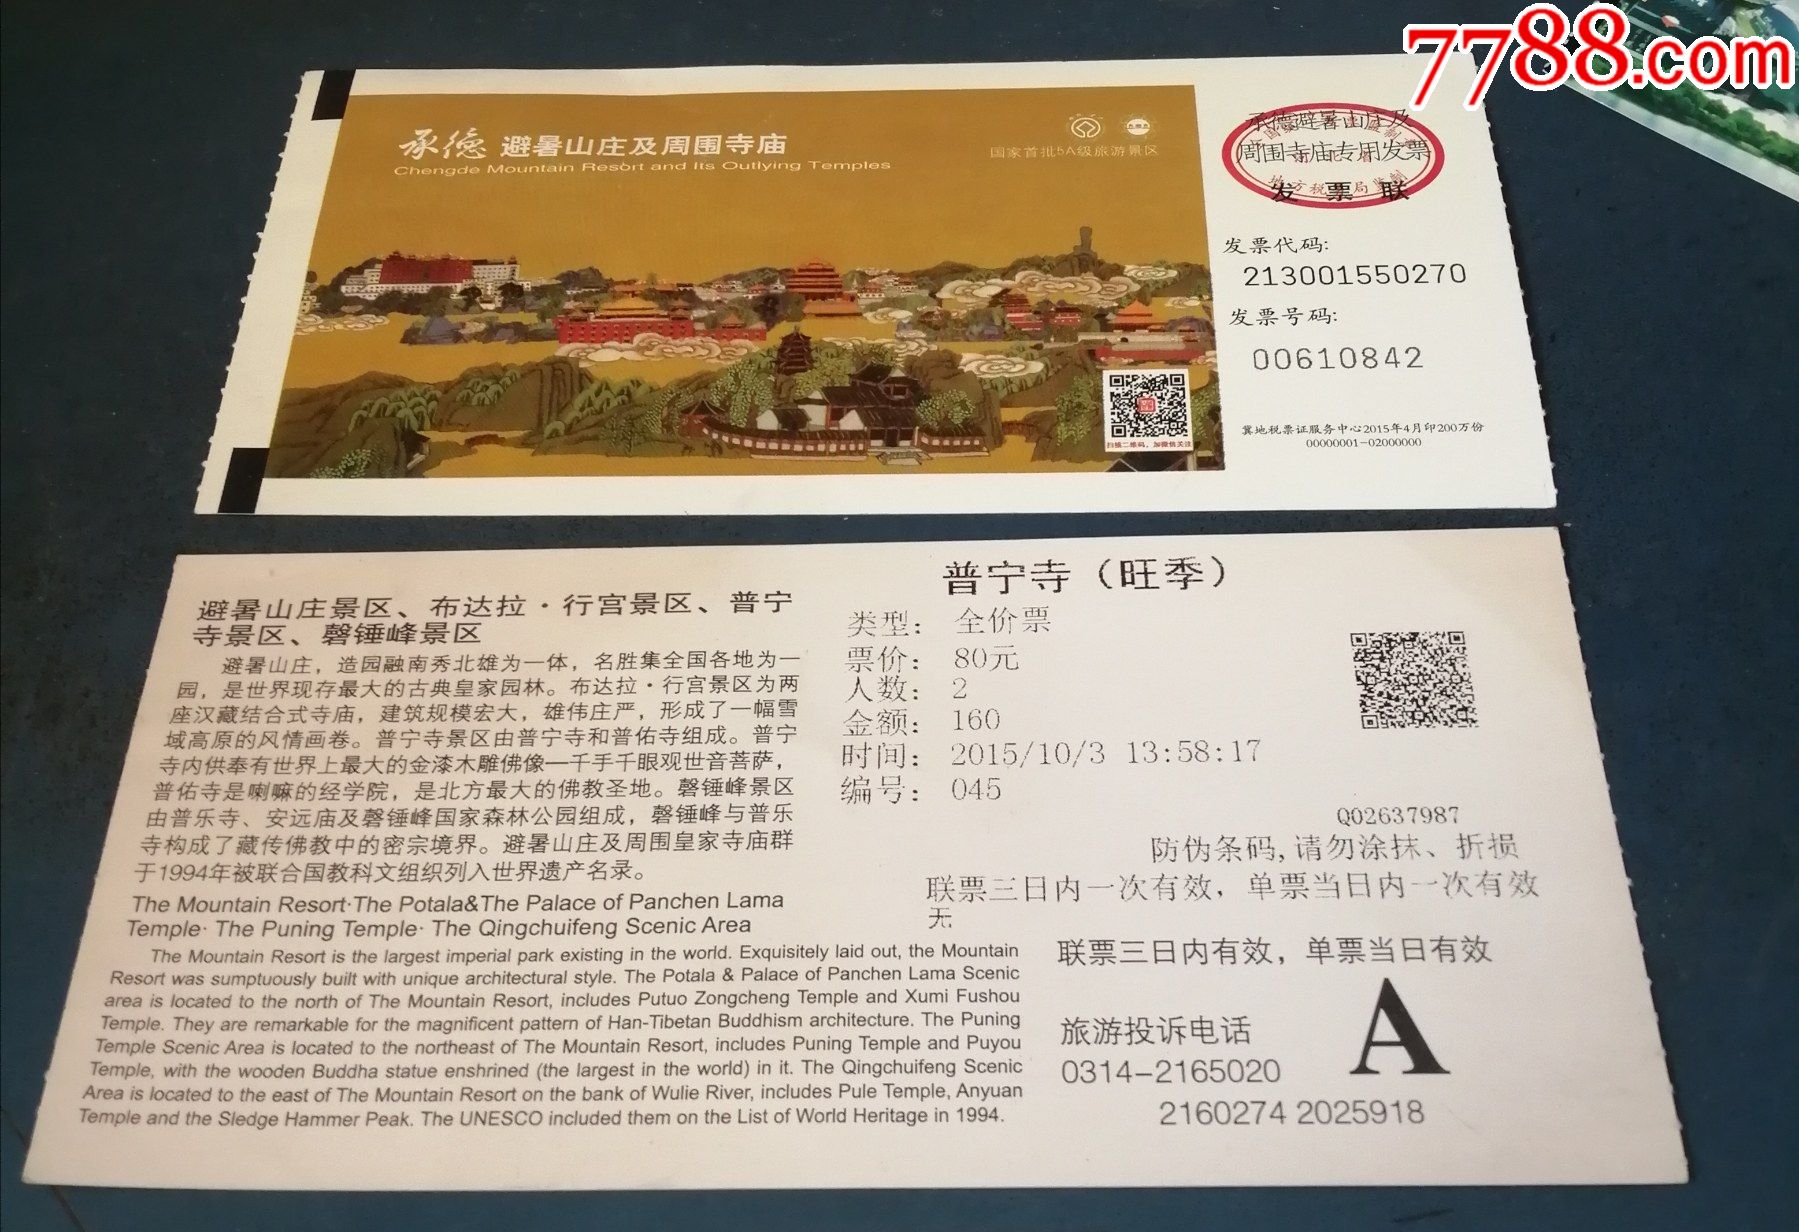 7788.com
承德 避暑山庄及周围寺庙
Chengde Mountain Resort and Its Outlying Temples
国家首批5A级旅游景区
扫描二维码，加微信关注
承德避暑山庄及
周围寺庙专用发票
发 票 联
发票代码:
213001550270
发票号码:
00610842
冀地税票证服务中心2015年4月印200万份
00000001-02000000
避暑山庄景区、布达拉·行宫景区、普宁
寺景区、磬锤峰景区
避暑山庄，造园融南秀北雄为一体，名胜集全国各地为一
园，是世界现存最大的古典皇家园林。布达拉·行宫景区为两
座汉藏结合式寺庙，建筑规模宏大，雄伟庄严，形成了一幅雪
域高原的风情画卷。普宁寺景区由普宁寺和普佑寺组成。普宁
寺内供奉有世界上最大的金漆木雕佛像—千手千眼观世音菩萨，
普佑寺是喇嘛的经学院，是北方最大的佛教圣地。磬锤峰景区
由普乐寺、安远庙及磬锤峰国家森林公园组成，磬锤峰与普乐
寺构成了藏传佛教中的密宗境界。避暑山庄及周围皇家寺庙群
于1994年被联合国教科文组织列入世界遗产名录。
The Mountain Resort·The Potala&The Palace of Panchen Lama
Temple· The Puning Temple· The Qingchuifeng Scenic Area
The Mountain Resort is the largest imperial park existing in the world. Exquisitely laid out, the Mountain
Resort was sumptuously built with unique architectural style. The Potala & Palace of Panchen Lama Scenic
area is located to the north of The Mountain Resort, includes Putuo Zongcheng Temple and Xumi Fushou
Temple. They are remarkable for the magnificent pattern of Han-Tibetan Buddhism architecture. The Puning
Temple Scenic Area is located to the northeast of The Mountain Resort, includes Puning Temple and Puyou
Temple, with the wooden Buddha statue enshrined (the largest in the world) in it. The Qingchuifeng Scenic
Area is located to the east of The Mountain Resort on the bank of Wulie River, includes Pule Temple, Anyuan
Temple and the Sledge Hammer Peak. The UNESCO included them on the List of World Heritage in 1994.
普宁寺（旺季）
类型： 全价票
票价： 80元
人数： 2
金额： 160
时间： 2015/10/3 13:58:17
编号： 045
Q02637987
防伪条码,请勿涂抹、折损
联票三日内一次有效，单票当日内一次有效
无
联票三日内有效，单票当日有效
旅游投诉电话
0314-2165020
2160274 2025918
A